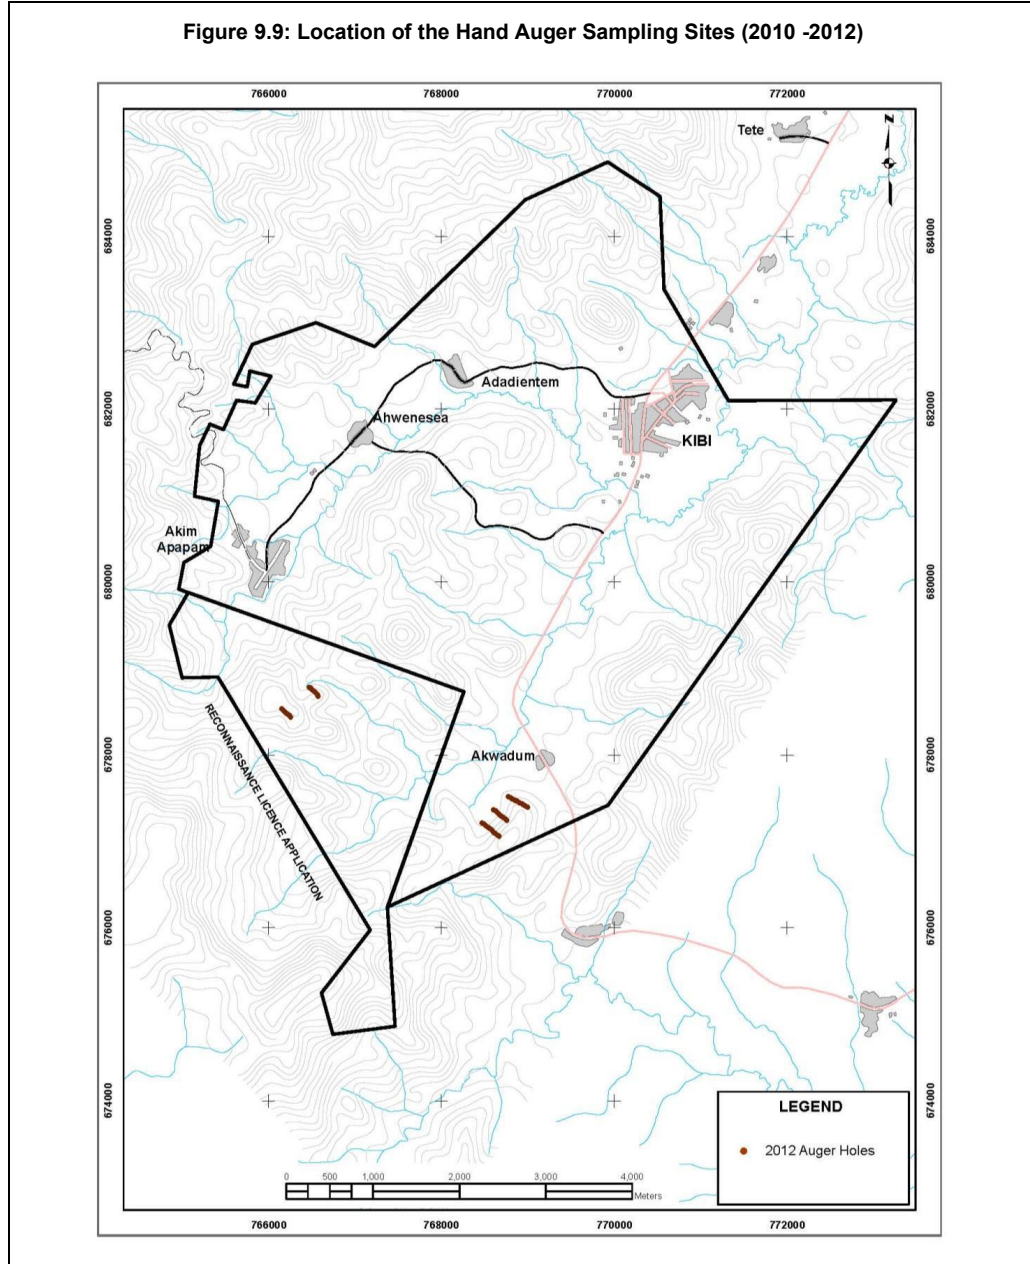 Figure 9.9: Location of the Hand Auger Sampling Sites (2010 -2012)
766000 768000 770000 772000
Tete
N
684000 684000
Adadientem
682000 682000
Ahwenesea
KIBI
Akim
Apapam
680000 680000
RECONNAISSANCE LICENCE APPLICATION
678000 678000
Akwadum
676000 676000
674000 674000
LEGEND
2012 Auger Holes
0 500 1,000 2,000 3,000 4,000
Meters
766000 768000 770000 772000